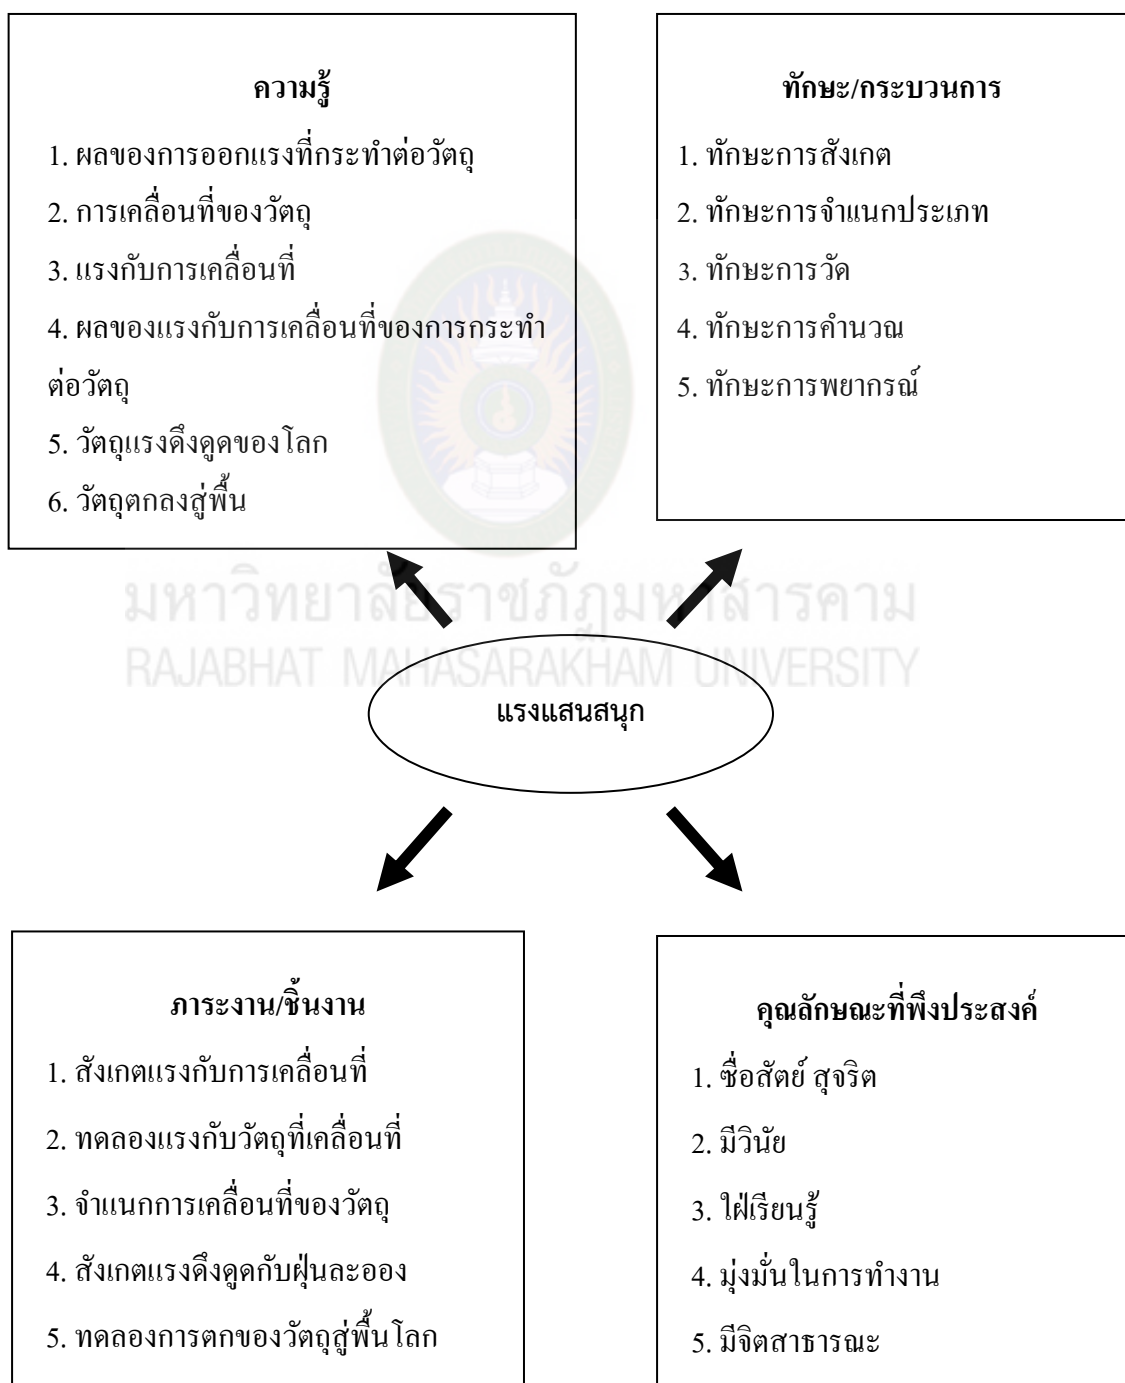 ความรู้
1. ผลของการออกแรงที่กระทำต่อวัตถุ
2. การเคลื่อนที่ของวัตถุ
3. แรงกับการเคลื่อนที่
4. ผลของแรงกับการเคลื่อนที่ของการกระทำ
ต่อวัตถุ
5. วัตถุแรงดึงดูดของโลก
6. วัตถุตกลงสู่พื้น
ทักษะ/กระบวนการ
1. ทักษะการสังเกต
2. ทักษะการจำแนกประเภท
3. ทักษะการวัด
4. ทักษะการคำนวณ
5. ทักษะการพยากรณ์
มหาวิทยาลัยราชภัฏมหาสารคาม
RAJABHAT MAHASARAKHAM UNIVERSITY
แรงแสนสนุก
ภาระงาน/ชิ้นงาน
1. สังเกตแรงกับการเคลื่อนที่
2. ทดลองแรงกับวัตถุที่เคลื่อนที่
3. จำแนกการเคลื่อนที่ของวัตถุ
4. สังเกตแรงดึงดูดกับฝุ่นละออง
5. ทดลองการตกของวัตถุสู่พื้นโลก
คุณลักษณะที่พึงประสงค์
1. ซื่อสัตย์ สุจริต
2. มีวินัย
3. ใฝ่เรียนรู้
4. มุ่งมั่นในการทำงาน
5. มีจิตสาธารณะ